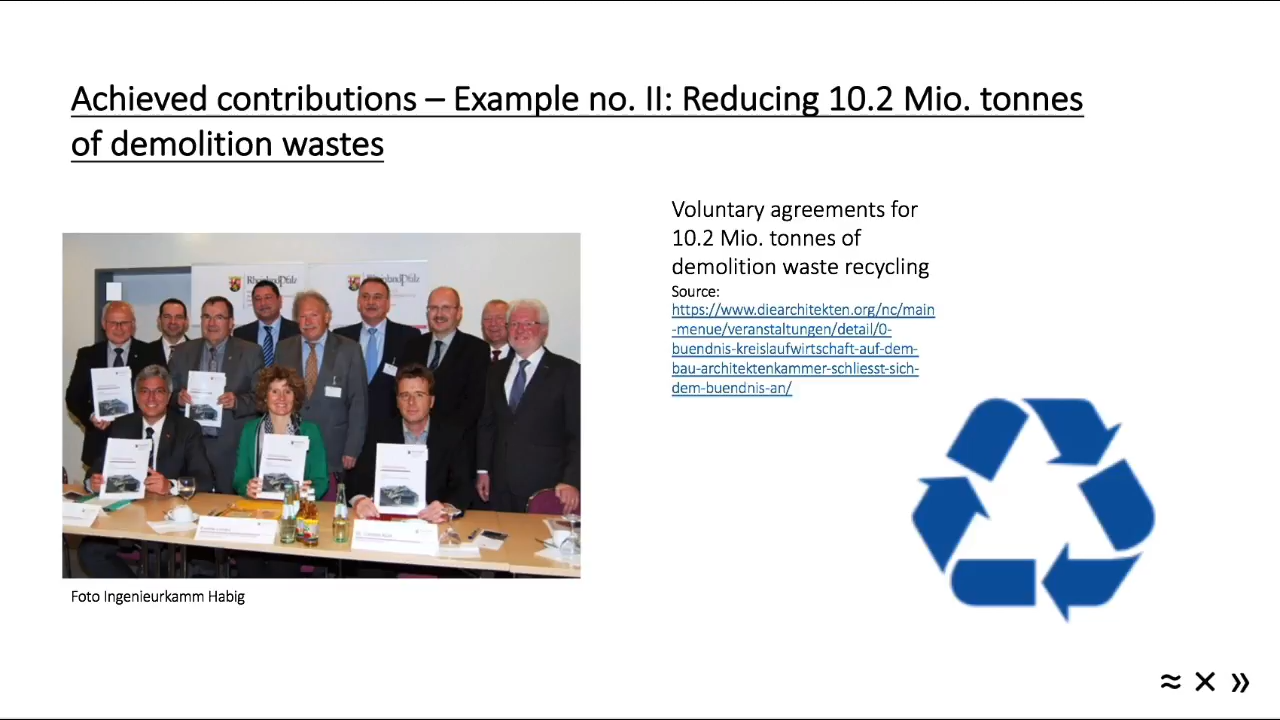 Achieved contributions – Example no. II: Reducing 10.2 Mio. tonnes
of demolition wastes
Voluntary agreements for
10.2 Mio. tonnes of
demolition waste recycling
Source:
https://www.diearchitekten.org/nc/main
-menue/veranstaltungen/detail/0-
buendnis-kreislaufwirtschaft-auf-dem-
bau-architektenkammer-schliesst-sich-
dem-buendnis-an/
RheinlandPfalz
RheinlandPfalz
Foto Ingenieurkamm Habig
≈ × »